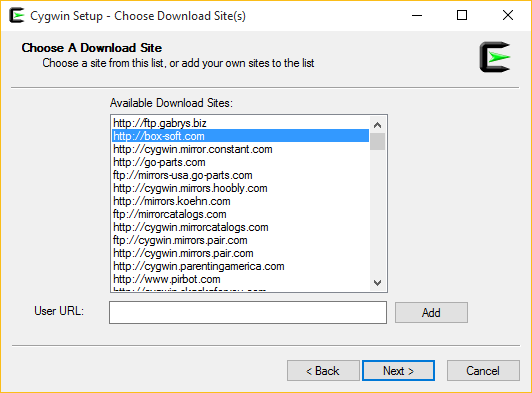 Cygwin Setup - Choose Download Site(s)
Choose A Download Site
Choose a site from this list, or add your own sites to the list
Available Download Sites:
http://ftp.gabrys.biz
http://box-soft.com
http://cygwin.mirror.constant.com
http://go-parts.com
ftp://mirrors-usa.go-parts.com
http://cygwin.mirrors.hoobly.com
http://mirrors.koehn.com
ftp://mirrorcatalogs.com
http://cygwin.mirrorcatalogs.com
ftp://cygwin.mirrors.pair.com
http://cygwin.mirrors.pair.com
http://cygwin.parentingamerica.com
http://www.pirbot.com
User URL:
Add
< Back
Next >
Cancel